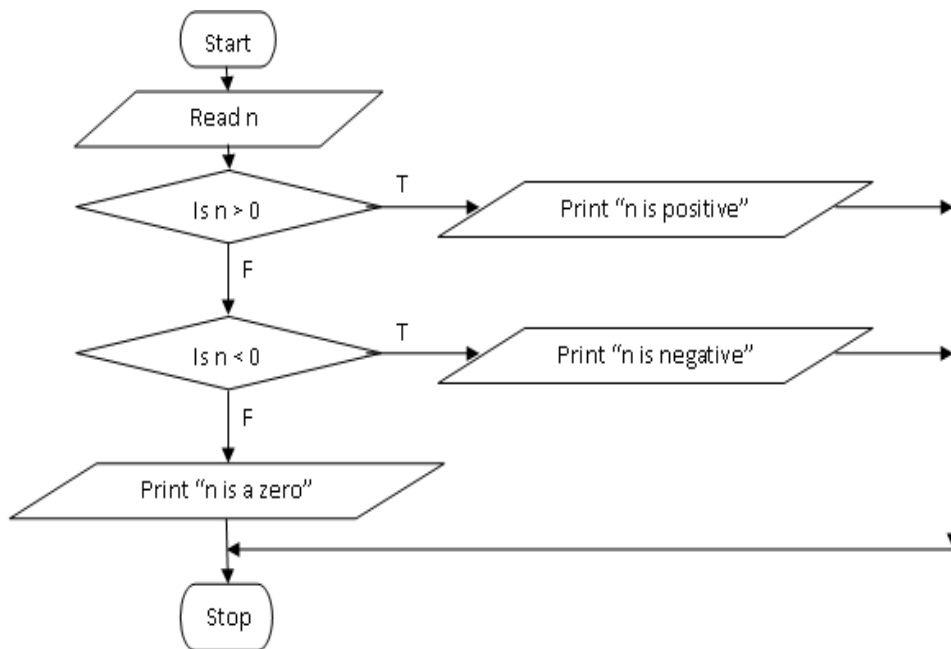 Start
Read n
Is n > 0
T
Print “n is positive”
F
Is n < 0
T
Print “n is negative”
F
Print “n is a zero”
Stop